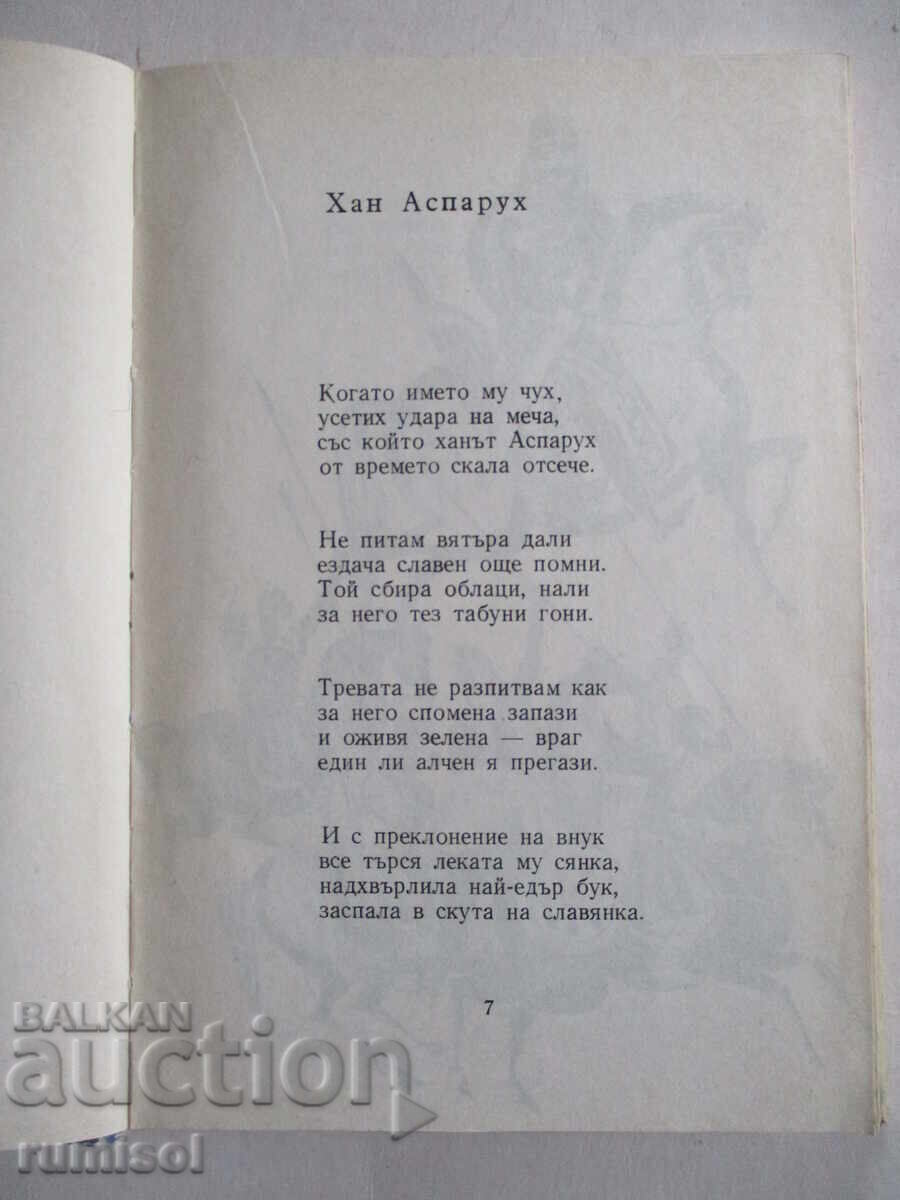 Хан Аспарух
Когато името му чух,
усетих удара на меча,
със който ханът Аспарух
от времето скала отсече.
Не питам вятъра дали
ездача славен още помни.
Той сбира облаци, нали
за него тез табуни гони.
Тревата не разпитвам как
за него спомена запази
и оживя зелена — враг
един ли алчен я прегази.
И с преклонение на внук
все търся леката му сянка,
надхвърлила най-едър бук,
заспала в скута на славянка.
7
BALKAN
auction
rumisol